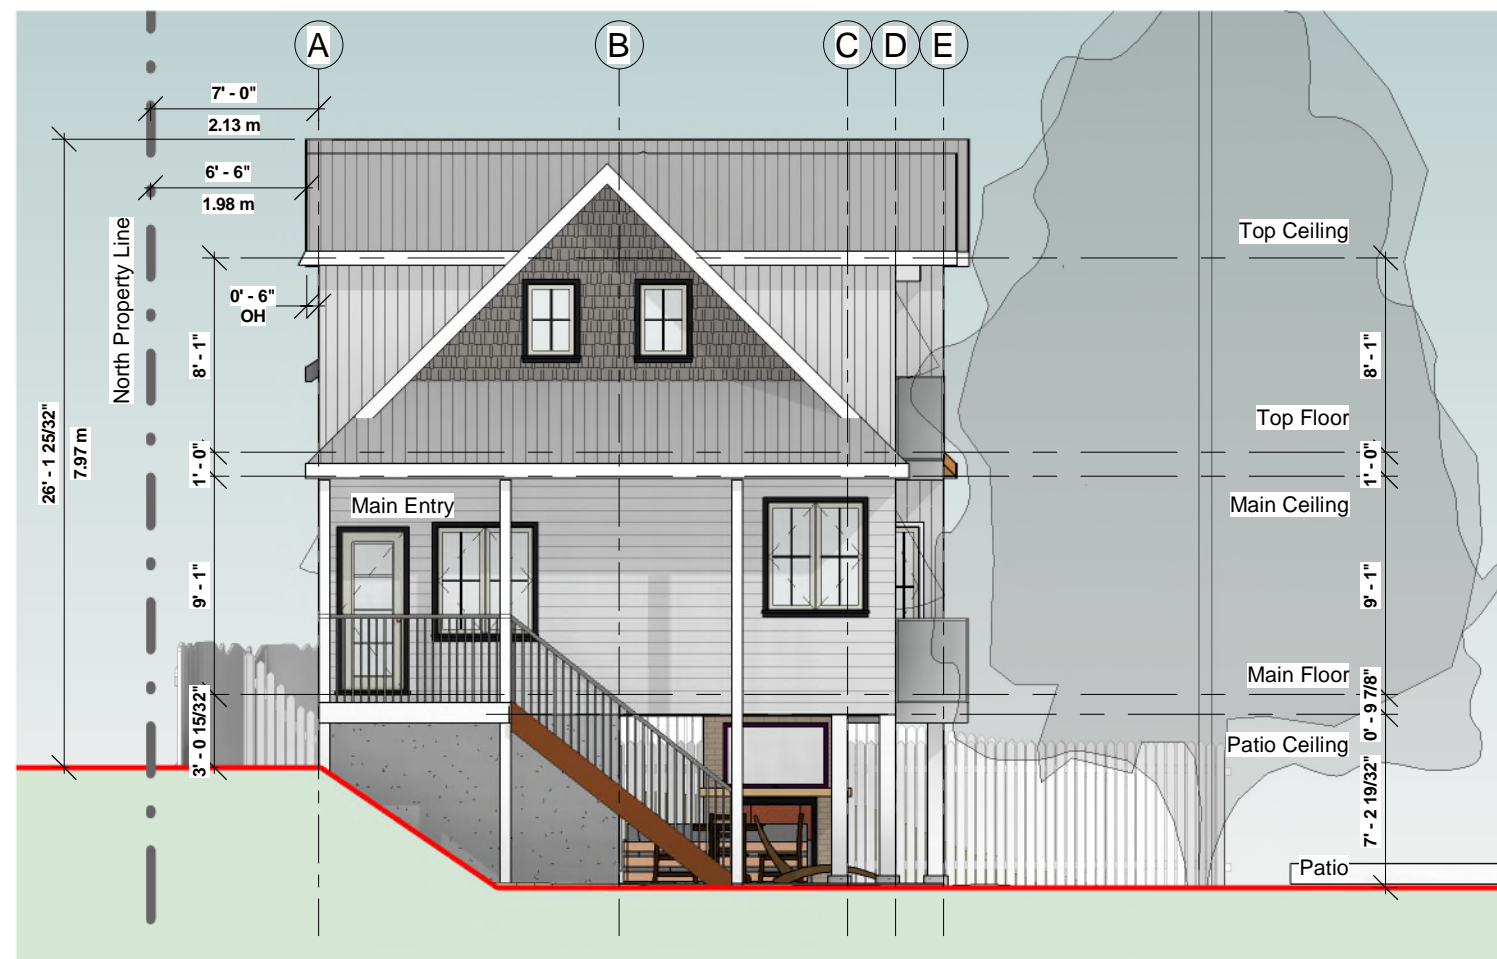 A B C D E
7' - 0"
2.13 m
6' - 6"
1.98 m
North Property Line
0' - 6"
OH
8' - 1"
1' - 0"
9' - 1"
3' - 0 15/32"
26' - 1 25/32"
7.97 m
Main Entry
Top Ceiling
8' - 1"
Top Floor
1' - 0"
Main Ceiling
9' - 1"
Main Floor
0' - 9 7/8"
Patio Ceiling
7' - 2 19/32"
Patio